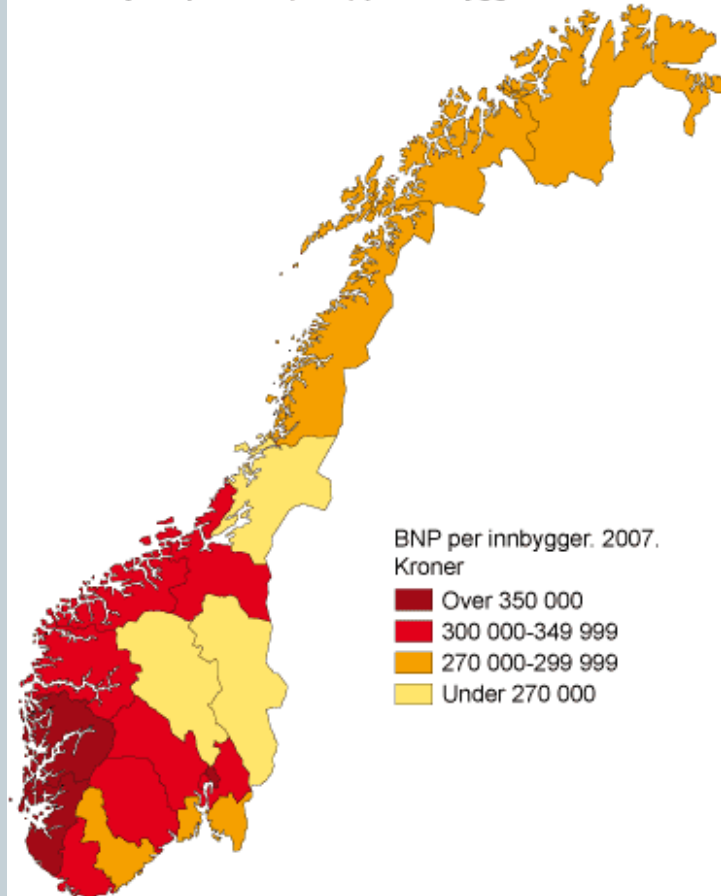 BNP per innbygger. 2007.
Kroner
Over 350 000
300 000-349 999
270 000-299 999
Under 270 000